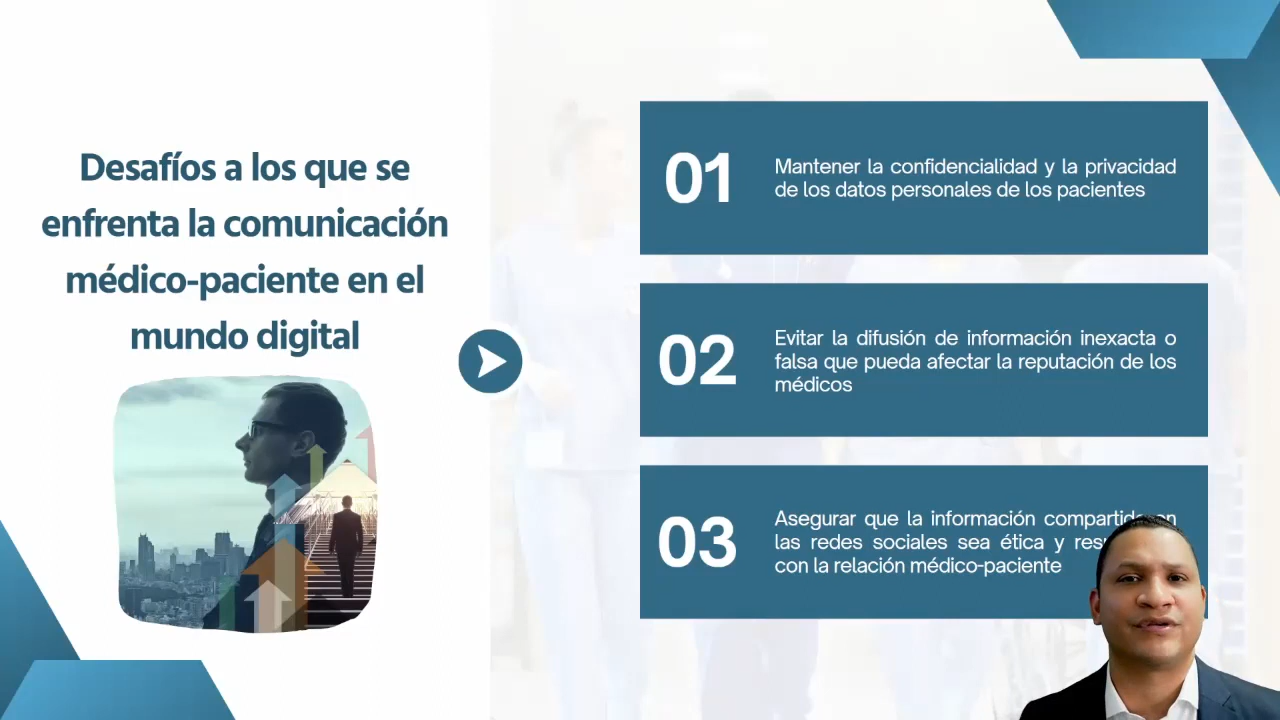 Desafíos a los que se
enfrenta la comunicación
médico-paciente en el
mundo digital
01
Mantener la confidencialidad y la privacidad
de los datos personales de los pacientes
02
Evitar la difusión de información inexacta o
falsa que pueda afectar la reputación de los
médicos
03
Asegurar que la información compartida en
las redes sociales sea ética y
con la relación médico-paciente